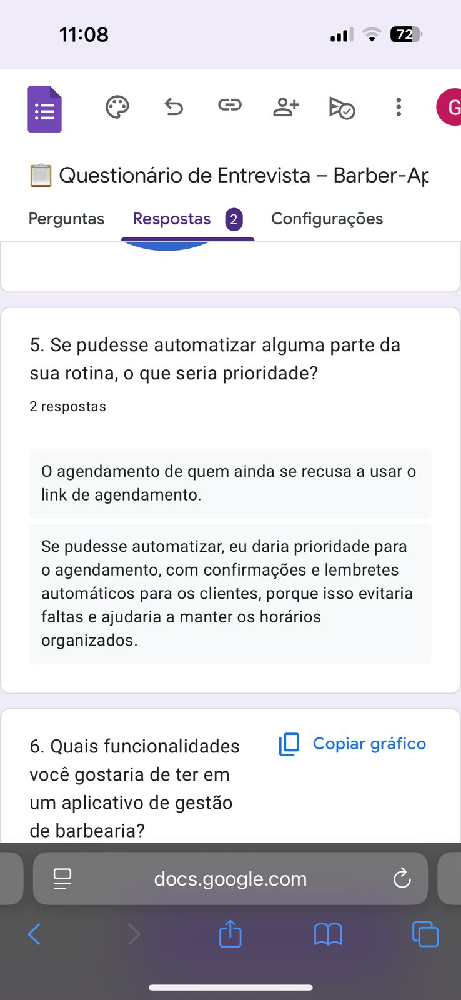 11:08
72
G
Questionário de Entrevista – Barber-Ap
Perguntas
Respostas
2
Configurações
5. Se pudesse automatizar alguma parte da
sua rotina, o que seria prioridade?
2 respostas
O agendamento de quem ainda se recusa a usar o
link de agendamento.
Se pudesse automatizar, eu daria prioridade para
o agendamento, com confirmações e lembretes
automáticos para os clientes, porque isso evitaria
faltas e ajudaria a manter os horários
organizados.
6. Quais funcionalidades
você gostaria de ter em
um aplicativo de gestão
de barbearia?
Copiar gráfico
docs.google.com